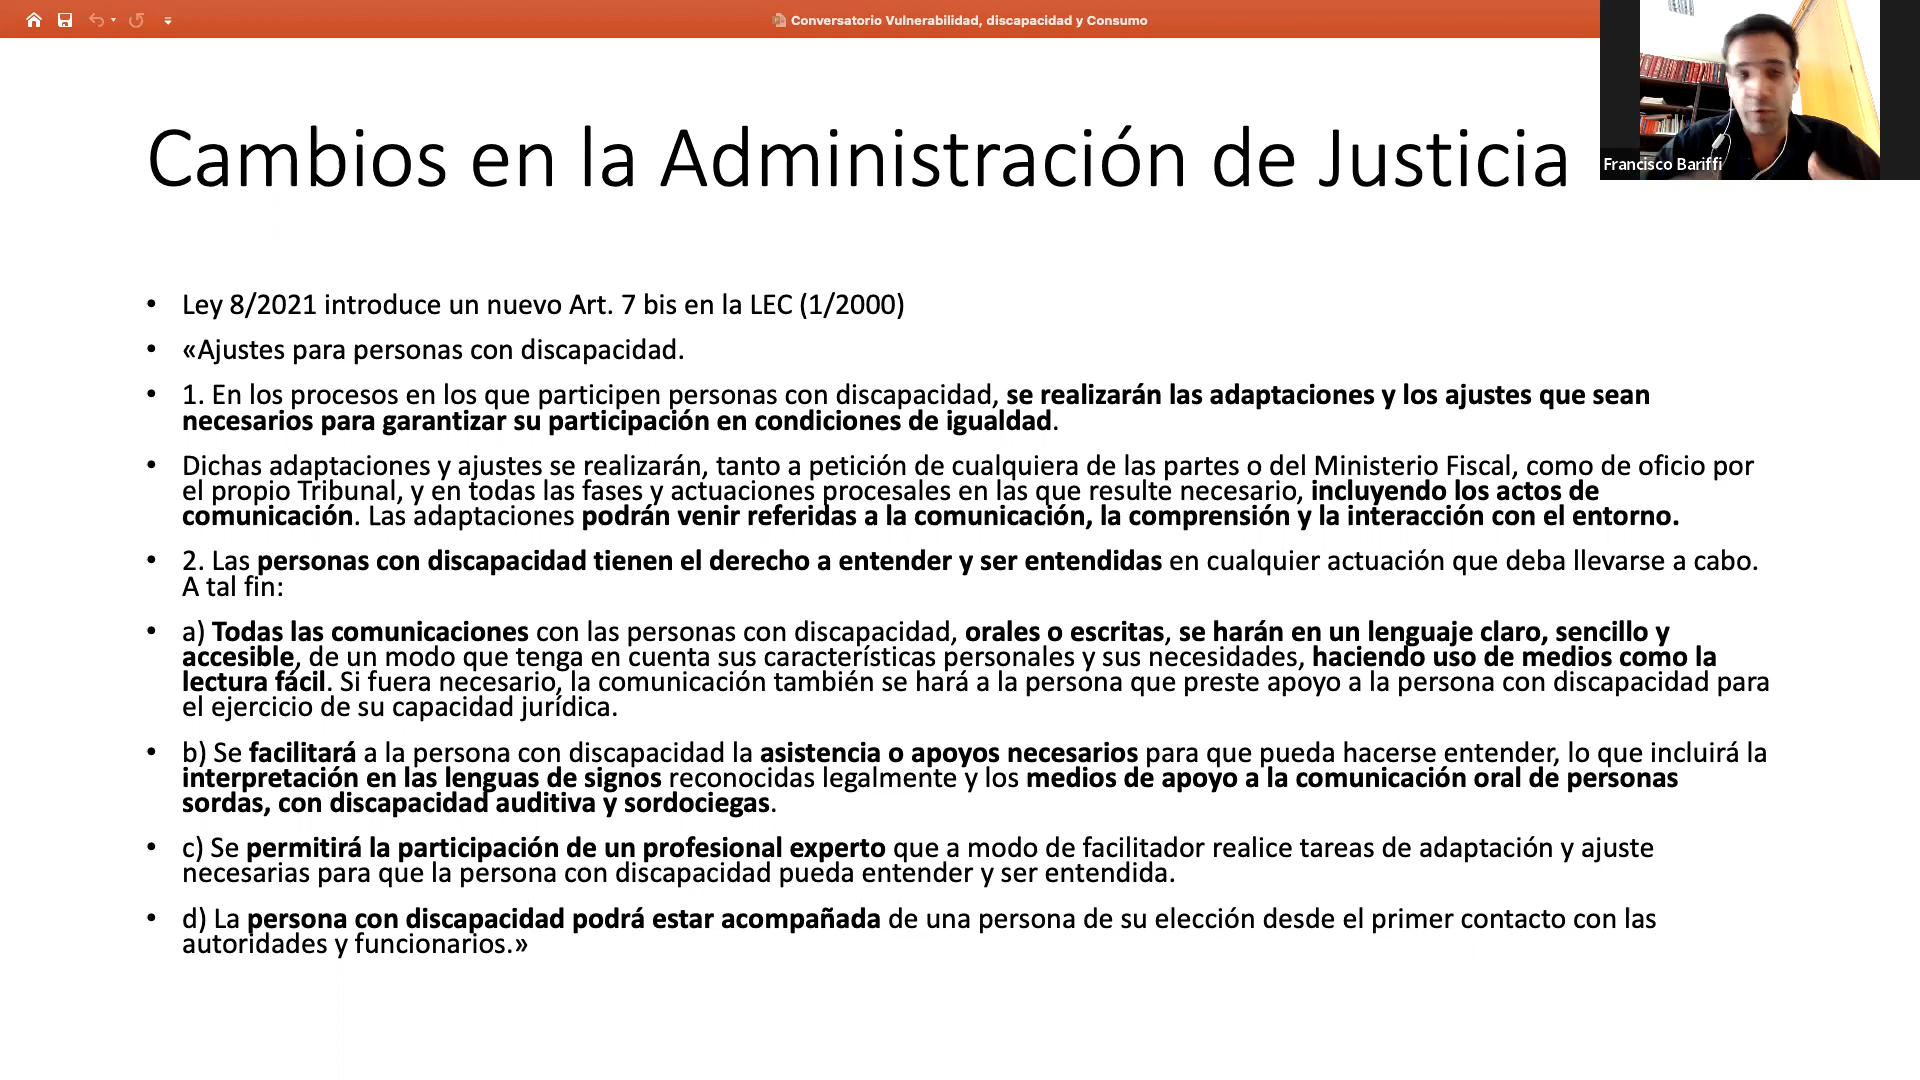 Conversatorio Vulnerabilidad, discapacidad y Consumo
Francisco Bariffi
Cambios en la Administración de Justicia
• Ley 8/2021 introduce un nuevo Art. 7 bis en la LEC (1/2000)
• «Ajustes para personas con discapacidad.
• 1. En los procesos en los que participen personas con discapacidad, se realizarán las adaptaciones y los ajustes que sean
necesarios para garantizar su participación en condiciones de igualdad.
• Dichas adaptaciones y ajustes se realizarán, tanto a petición de cualquiera de las partes o del Ministerio Fiscal, como de oficio por
el propio Tribunal, y en todas las fases y actuaciones procesales en las que resulte necesario, incluyendo los actos de
comunicación. Las adaptaciones podrán venir referidas a la comunicación, la comprensión y la interacción con el entorno.
• 2. Las personas con discapacidad tienen el derecho a entender y ser entendidas en cualquier actuación que deba llevarse a cabo.
A tal fin:
• a) Todas las comunicaciones con las personas con discapacidad, orales o escritas, se harán en un lenguaje claro, sencillo y
accesible, de un modo que tenga en cuenta sus características personales y sus necesidades, haciendo uso de medios como la
lectura fácil. Si fuera necesario, la comunicación también se hará a la persona que preste apoyo a la persona con discapacidad para
el ejercicio de su capacidad jurídica.
• b) Se facilitará a la persona con discapacidad la asistencia o apoyos necesarios para que pueda hacerse entender, lo que incluirá la
interpretación en las lenguas de signos reconocidas legalmente y los medios de apoyo a la comunicación oral de personas
sordas, con discapacidad auditiva y sordociegas.
• c) Se permitirá la participación de un profesional experto que a modo de facilitador realice tareas de adaptación y ajuste
necesarias para que la persona con discapacidad pueda entender y ser entendida.
• d) La persona con discapacidad podrá estar acompañada de una persona de su elección desde el primer contacto con las
autoridades y funcionarios.»